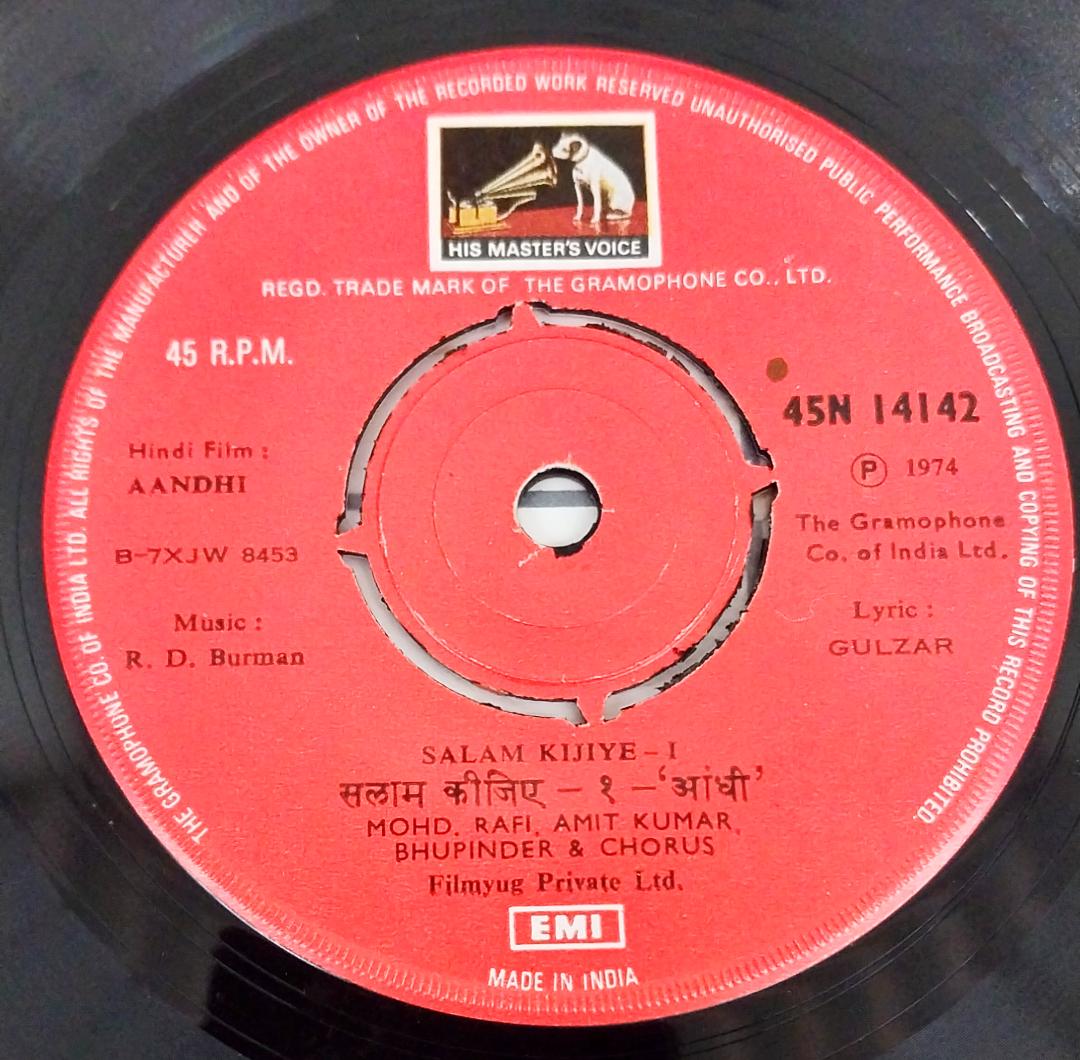 THE GRAMOPHONE CO. OF INDIA LTD. ALL RIGHTS OF THE MANUFACTURER AND OF THE OWNER OF THE RECORDED WORK RESERVED UNAUTHORISED PUBLIC PERFORMANCE BROADCASTING AND COPYING OF THIS RECORD PROHIBITED.
HIS MASTER'S VOICE
REGD. TRADE MARK OF THE GRAMOPHONE CO., LTD.
45 R.P.M.
45N 14142
Hindi Film :
AANDHI
Ⓟ 1974
The Gramophone
Co. of India Ltd.
B-7XJW 8453
Music :
R. D. Burman
Lyric :
GULZAR
SALAM KIJIYE – I
सलाम कीजिए – १ – ‘आंधी’
MOHD. RAFI, AMIT KUMAR,
BHUPINDER & CHORUS
Filmyug Private Ltd.
EMI
MADE IN INDIA